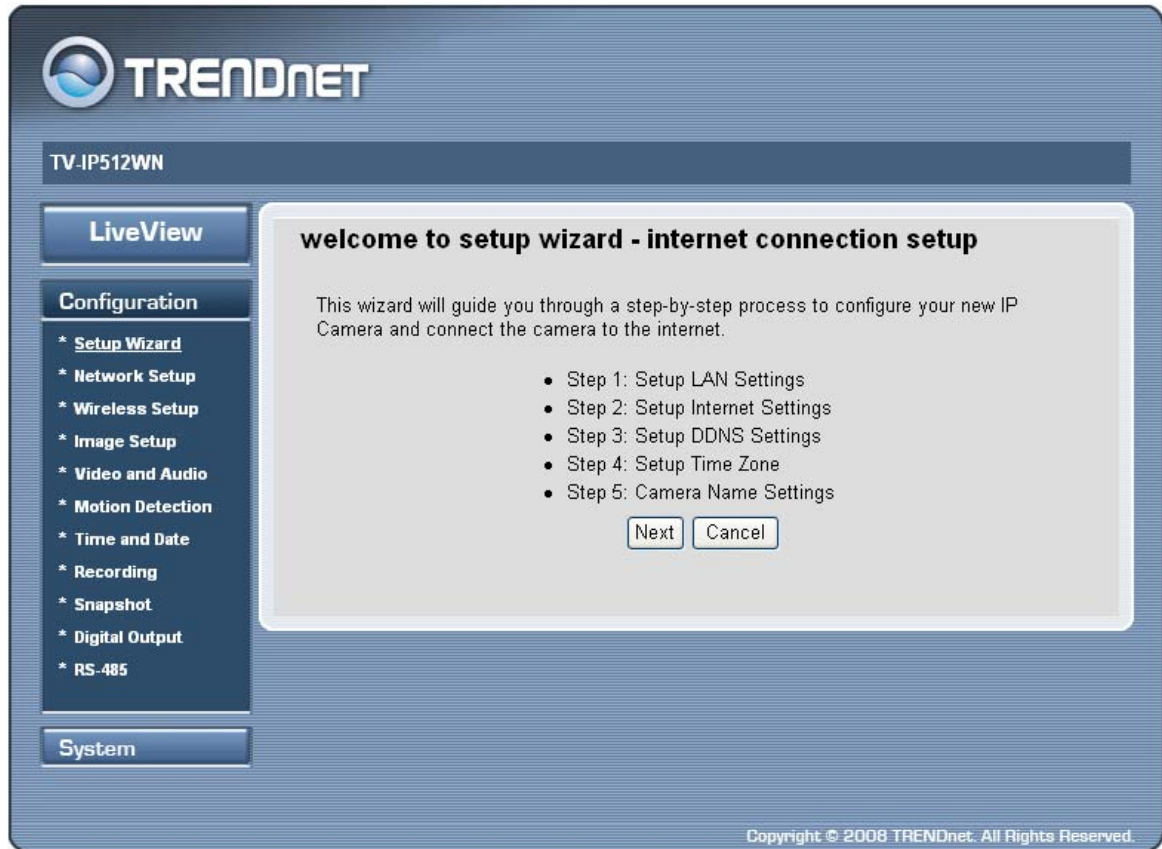 TRENDnet
TV-IP512WN
LiveView
Configuration
* Setup Wizard
* Network Setup
* Wireless Setup
* Image Setup
* Video and Audio
* Motion Detection
* Time and Date
* Recording
* Snapshot
* Digital Output
* RS-485
System
welcome to setup wizard - internet connection setup
This wizard will guide you through a step-by-step process to configure your new IP
Camera and connect the camera to the internet.
• Step 1: Setup LAN Settings
• Step 2: Setup Internet Settings
• Step 3: Setup DDNS Settings
• Step 4: Setup Time Zone
• Step 5: Camera Name Settings
Next Cancel
Copyright © 2008 TRENDnet. All Rights Reserved.